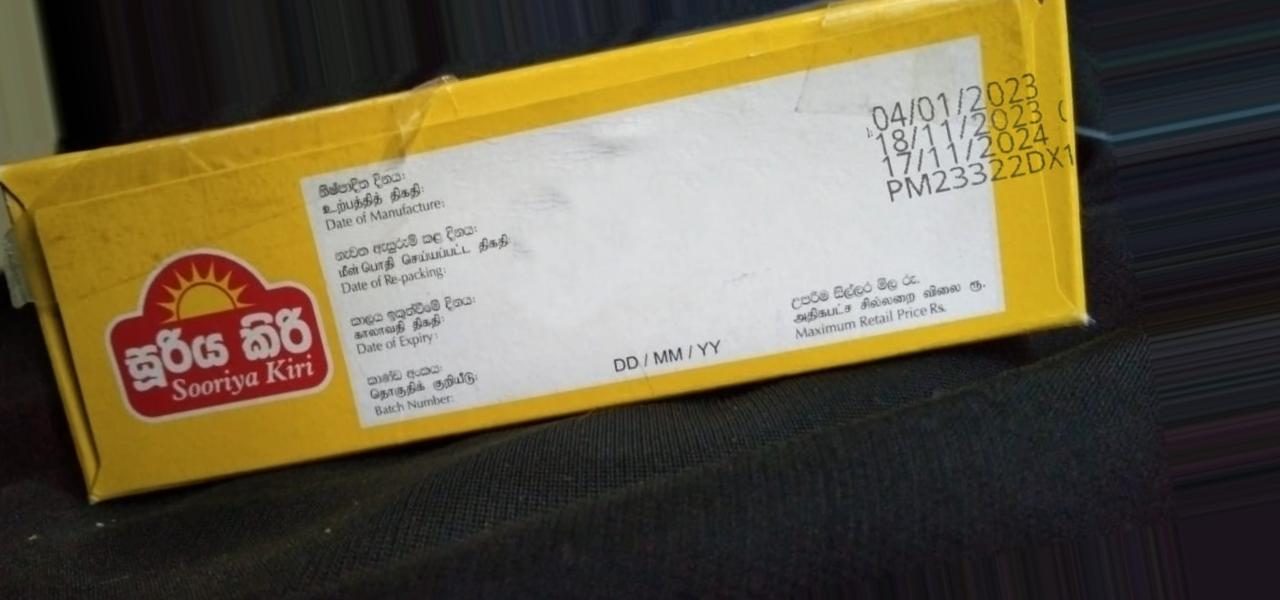 සූරිය කිරි
Sooriya Kiri
නිෂ්පාදිත දිනය:
உற்பத்தித் திகதி:
Date of Manufacture:
නැවත ඇසුරුම් කළ දිනය:
மீள் பொதி செய்யப்பட்ட திகதி:
Date of Re-packing:
කාලය ඉකුත්වීමේ දිනය:
காலாவதி திகதி:
Date of Expiry:
කාණ්ඩ අංකය:
தொகுதிக் குறியீடு:
Batch Number:
DD / MM / YY
උපරිම සිල්ලර මිල රු.
அதிகபட்ச சில்லறை விலை ரூ.
Maximum Retail Price Rs.
04/01/2023
18/11/2023
17/11/2024
PM23322DX1